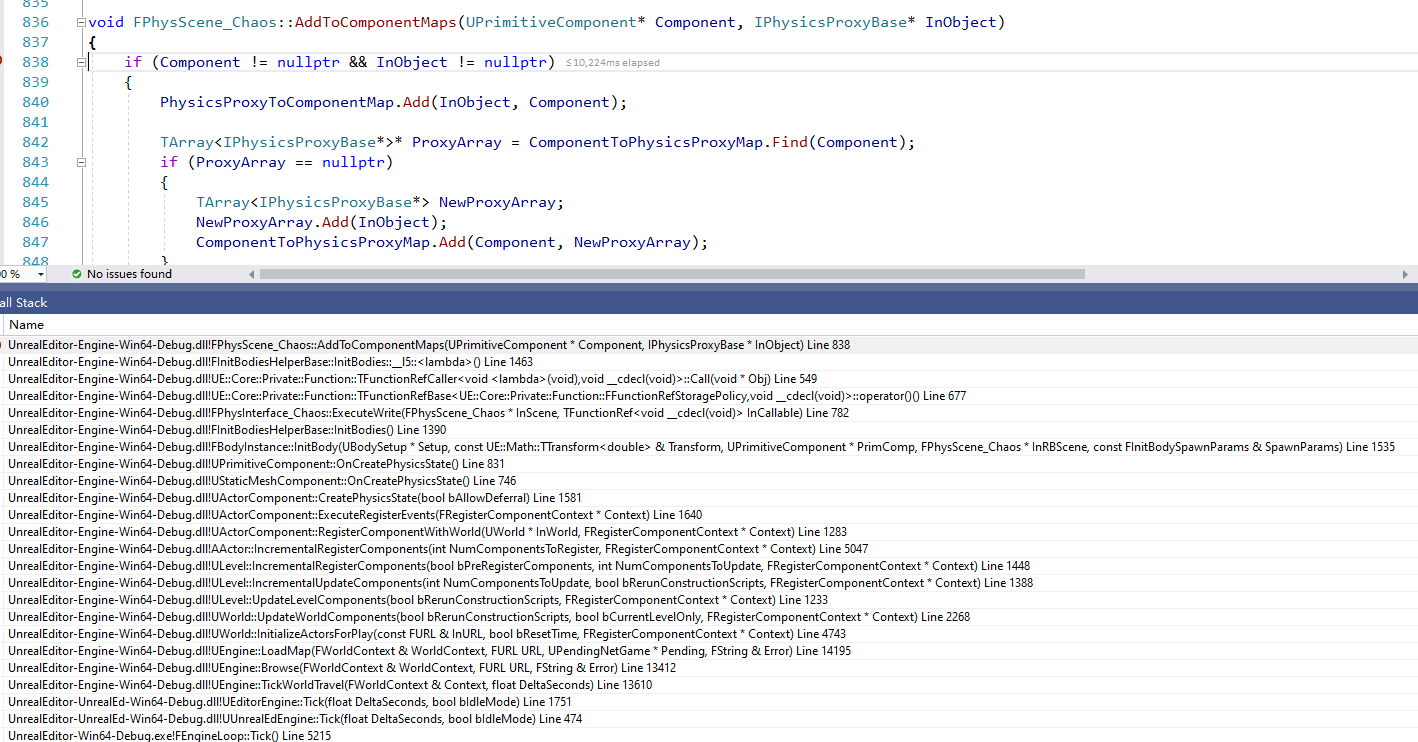 835
836 void FPhysScene_Chaos::AddToComponentMaps(UPrimitiveComponent* Component, IPhysicsProxyBase* InObject)
837 {
838 if (Component != nullptr && InObject != nullptr) ≤10,224ms elapsed
839 {
840 PhysicsProxyToComponentMap.Add(InObject, Component);
841
842 TArray<IPhysicsProxyBase*>* ProxyArray = ComponentToPhysicsProxyMap.Find(Component);
843 if (ProxyArray == nullptr)
844 {
845 TArray<IPhysicsProxyBase*> NewProxyArray;
846 NewProxyArray.Add(InObject);
847 ComponentToPhysicsProxyMap.Add(Component, NewProxyArray);
848 }
0 % No issues found
all Stack
Name
UnrealEditor-Engine-Win64-Debug.dll!FPhysScene_Chaos::AddToComponentMaps(UPrimitiveComponent * Component, IPhysicsProxyBase * InObject) Line 838
UnrealEditor-Engine-Win64-Debug.dll!FInitBodiesHelperBase::InitBodies::__l5::<lambda>() Line 1463
UnrealEditor-Engine-Win64-Debug.dll!UE::Core::Private::Function::TFunctionRefCaller<void <lambda>(void),void __cdecl(void)>::Call(void * Obj) Line 549
UnrealEditor-Engine-Win64-Debug.dll!UE::Core::Private::Function::TFunctionRefBase<UE::Core::Private::Function::FFunctionRefStoragePolicy,void __cdecl(void)>::operator()() Line 677
UnrealEditor-Engine-Win64-Debug.dll!FPhysInterface_Chaos::ExecuteWrite(FPhysScene_Chaos * InScene, TFunctionRef<void __cdecl(void)> InCallable) Line 782
UnrealEditor-Engine-Win64-Debug.dll!FInitBodiesHelperBase::InitBodies() Line 1390
UnrealEditor-Engine-Win64-Debug.dll!FBodyInstance::InitBody(UBodySetup * Setup, const UE::Math::TTransform<double> & Transform, UPrimitiveComponent * PrimComp, FPhysScene_Chaos * InRBScene, const FInitBodySpawnParams & SpawnParams) Line 1535
UnrealEditor-Engine-Win64-Debug.dll!UPrimitiveComponent::OnCreatePhysicsState() Line 831
UnrealEditor-Engine-Win64-Debug.dll!UStaticMeshComponent::OnCreatePhysicsState() Line 746
UnrealEditor-Engine-Win64-Debug.dll!UActorComponent::CreatePhysicsState(bool bAllowDeferral) Line 1581
UnrealEditor-Engine-Win64-Debug.dll!UActorComponent::ExecuteRegisterEvents(FRegisterComponentContext * Context) Line 1640
UnrealEditor-Engine-Win64-Debug.dll!UActorComponent::RegisterComponentWithWorld(UWorld * InWorld, FRegisterComponentContext * Context) Line 1283
UnrealEditor-Engine-Win64-Debug.dll!AActor::IncrementalRegisterComponents(int NumComponentsToRegister, FRegisterComponentContext * Context) Line 5047
UnrealEditor-Engine-Win64-Debug.dll!ULevel::IncrementalRegisterComponents(bool bPreRegisterComponents, int NumComponentsToUpdate, FRegisterComponentContext * Context) Line 1448
UnrealEditor-Engine-Win64-Debug.dll!ULevel::IncrementalUpdateComponents(int NumComponentsToUpdate, bool bRerunConstructionScripts, FRegisterComponentContext * Context) Line 1388
UnrealEditor-Engine-Win64-Debug.dll!ULevel::UpdateLevelComponents(bool bRerunConstructionScripts, FRegisterComponentContext * Context) Line 1233
UnrealEditor-Engine-Win64-Debug.dll!UWorld::UpdateWorldComponents(bool bRerunConstructionScripts, bool bCurrentLevelOnly, FRegisterComponentContext * Context) Line 2268
UnrealEditor-Engine-Win64-Debug.dll!UWorld::InitializeActorsForPlay(const FURL & InURL, bool bResetTime, FRegisterComponentContext * Context) Line 4743
UnrealEditor-Engine-Win64-Debug.dll!UEngine::LoadMap(FWorldContext & WorldContext, FURL URL, UPendingNetGame * Pending, FString & Error) Line 14195
UnrealEditor-Engine-Win64-Debug.dll!UEngine::Browse(FWorldContext & WorldContext, FURL URL, FString & Error) Line 13412
UnrealEditor-Engine-Win64-Debug.dll!UEngine::TickWorldTravel(FWorldContext & Context, float DeltaSeconds) Line 13610
UnrealEditor-UnrealEd-Win64-Debug.dll!UEditorEngine::Tick(float DeltaSeconds, bool bIdleMode) Line 1751
UnrealEditor-UnrealEd-Win64-Debug.dll!UUnrealEdEngine::Tick(float DeltaSeconds, bool bIdleMode) Line 474
UnrealEditor-Win64-Debug.exe!FEngineLoop::Tick() Line 5215